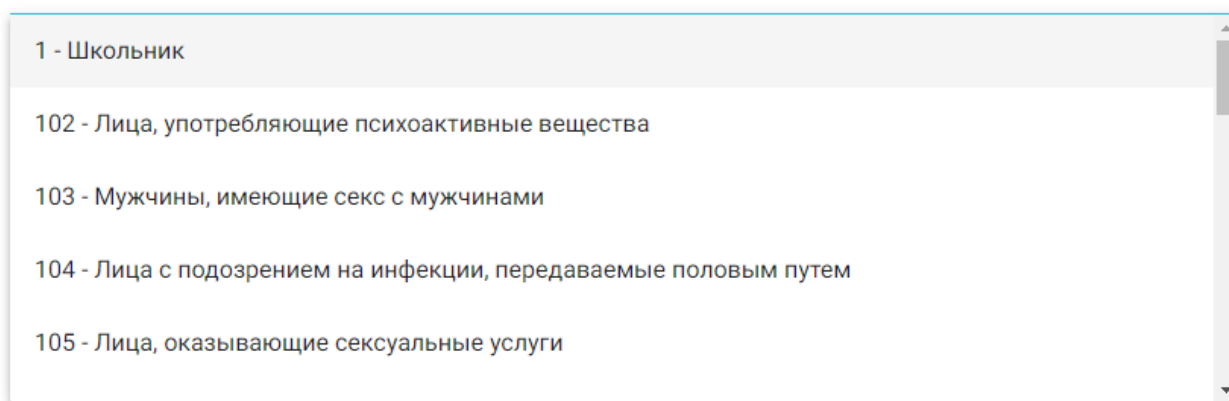 1 - Школьник
102 - Лица, употребляющие психоактивные вещества
103 - Мужчины, имеющие секс с мужчинами
104 - Лица с подозрением на инфекции, передаваемые половым путем
105 - Лица, оказывающие сексуальные услуги